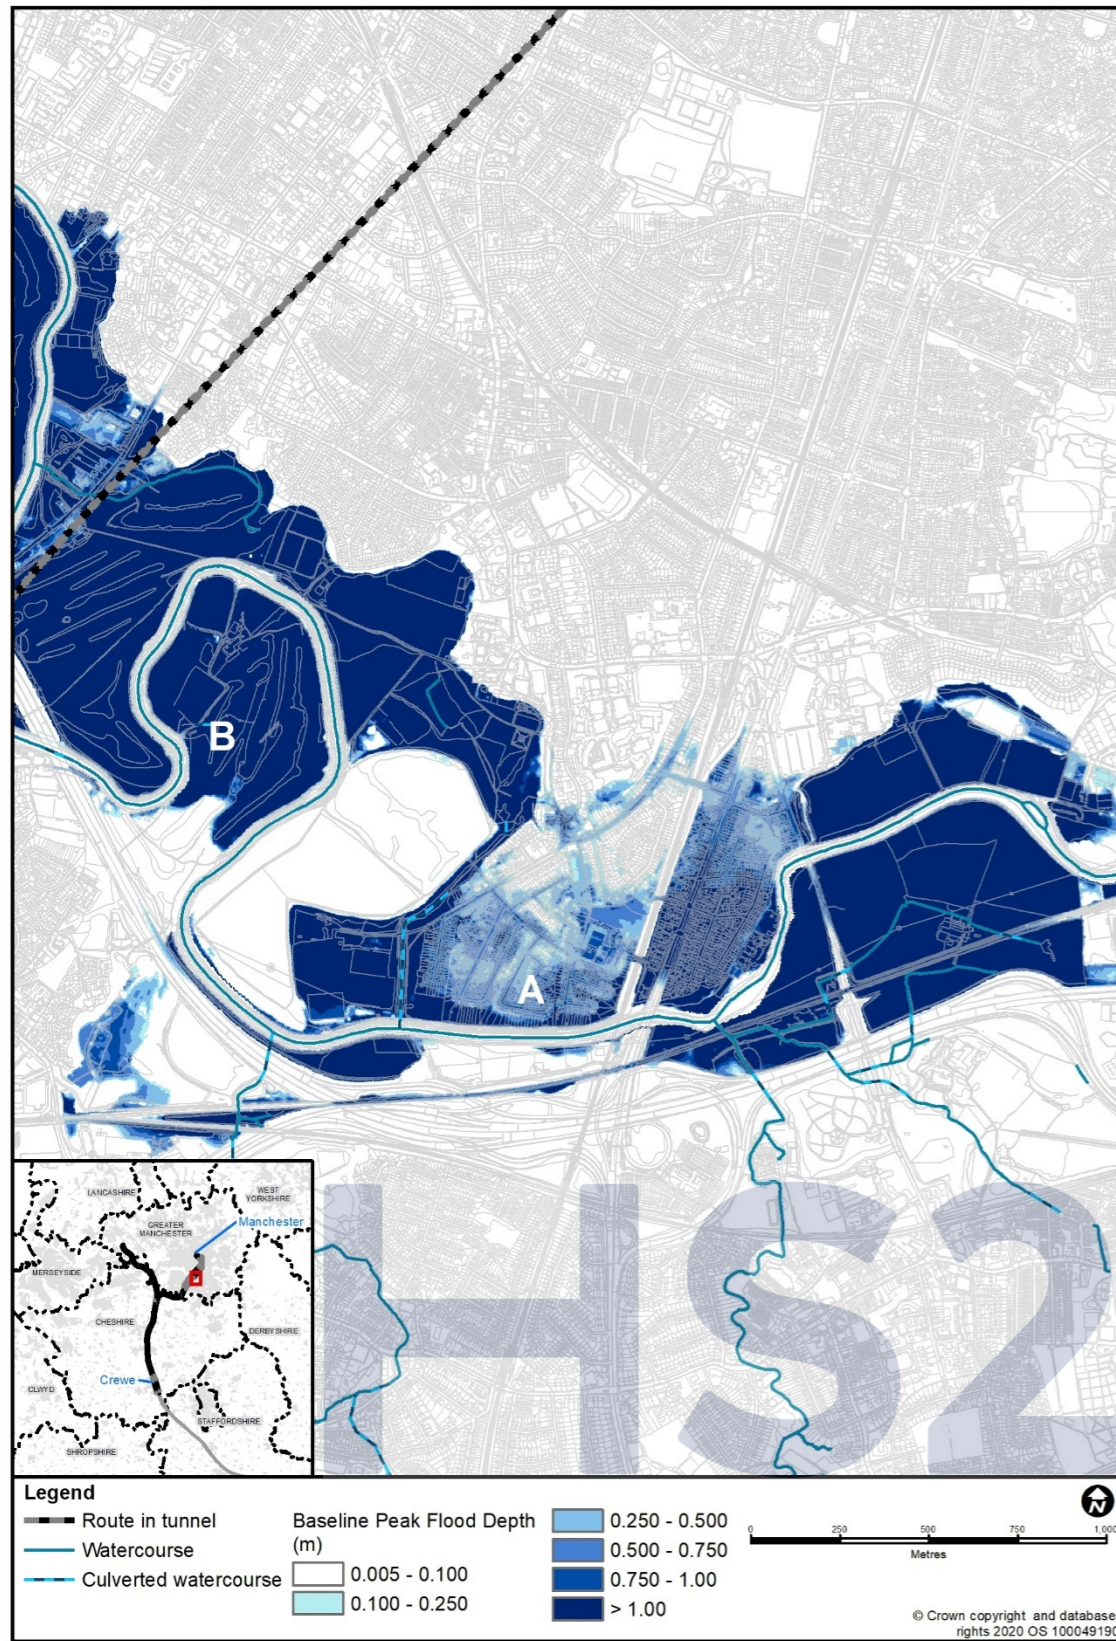 B
A
HS2
LANCASHIRE
WEST
YORKSHIRE
GREATER
MANCHESTER
Manchester
MERSEYSIDE
CHESHIRE
DERBYSHIRE
CLWYD
Crewe
STAFFORDSHIRE
SHROPSHIRE
Legend
Route in tunnel
Watercourse
Culverted watercourse
Baseline Peak Flood Depth
(m)
0.005 - 0.100
0.100 - 0.250
0.250 - 0.500
0.500 - 0.750
0.750 - 1.00
> 1.00
N
0 250 500 750 1,000
Metres
© Crown copyright and database
rights 2020 OS 100049190